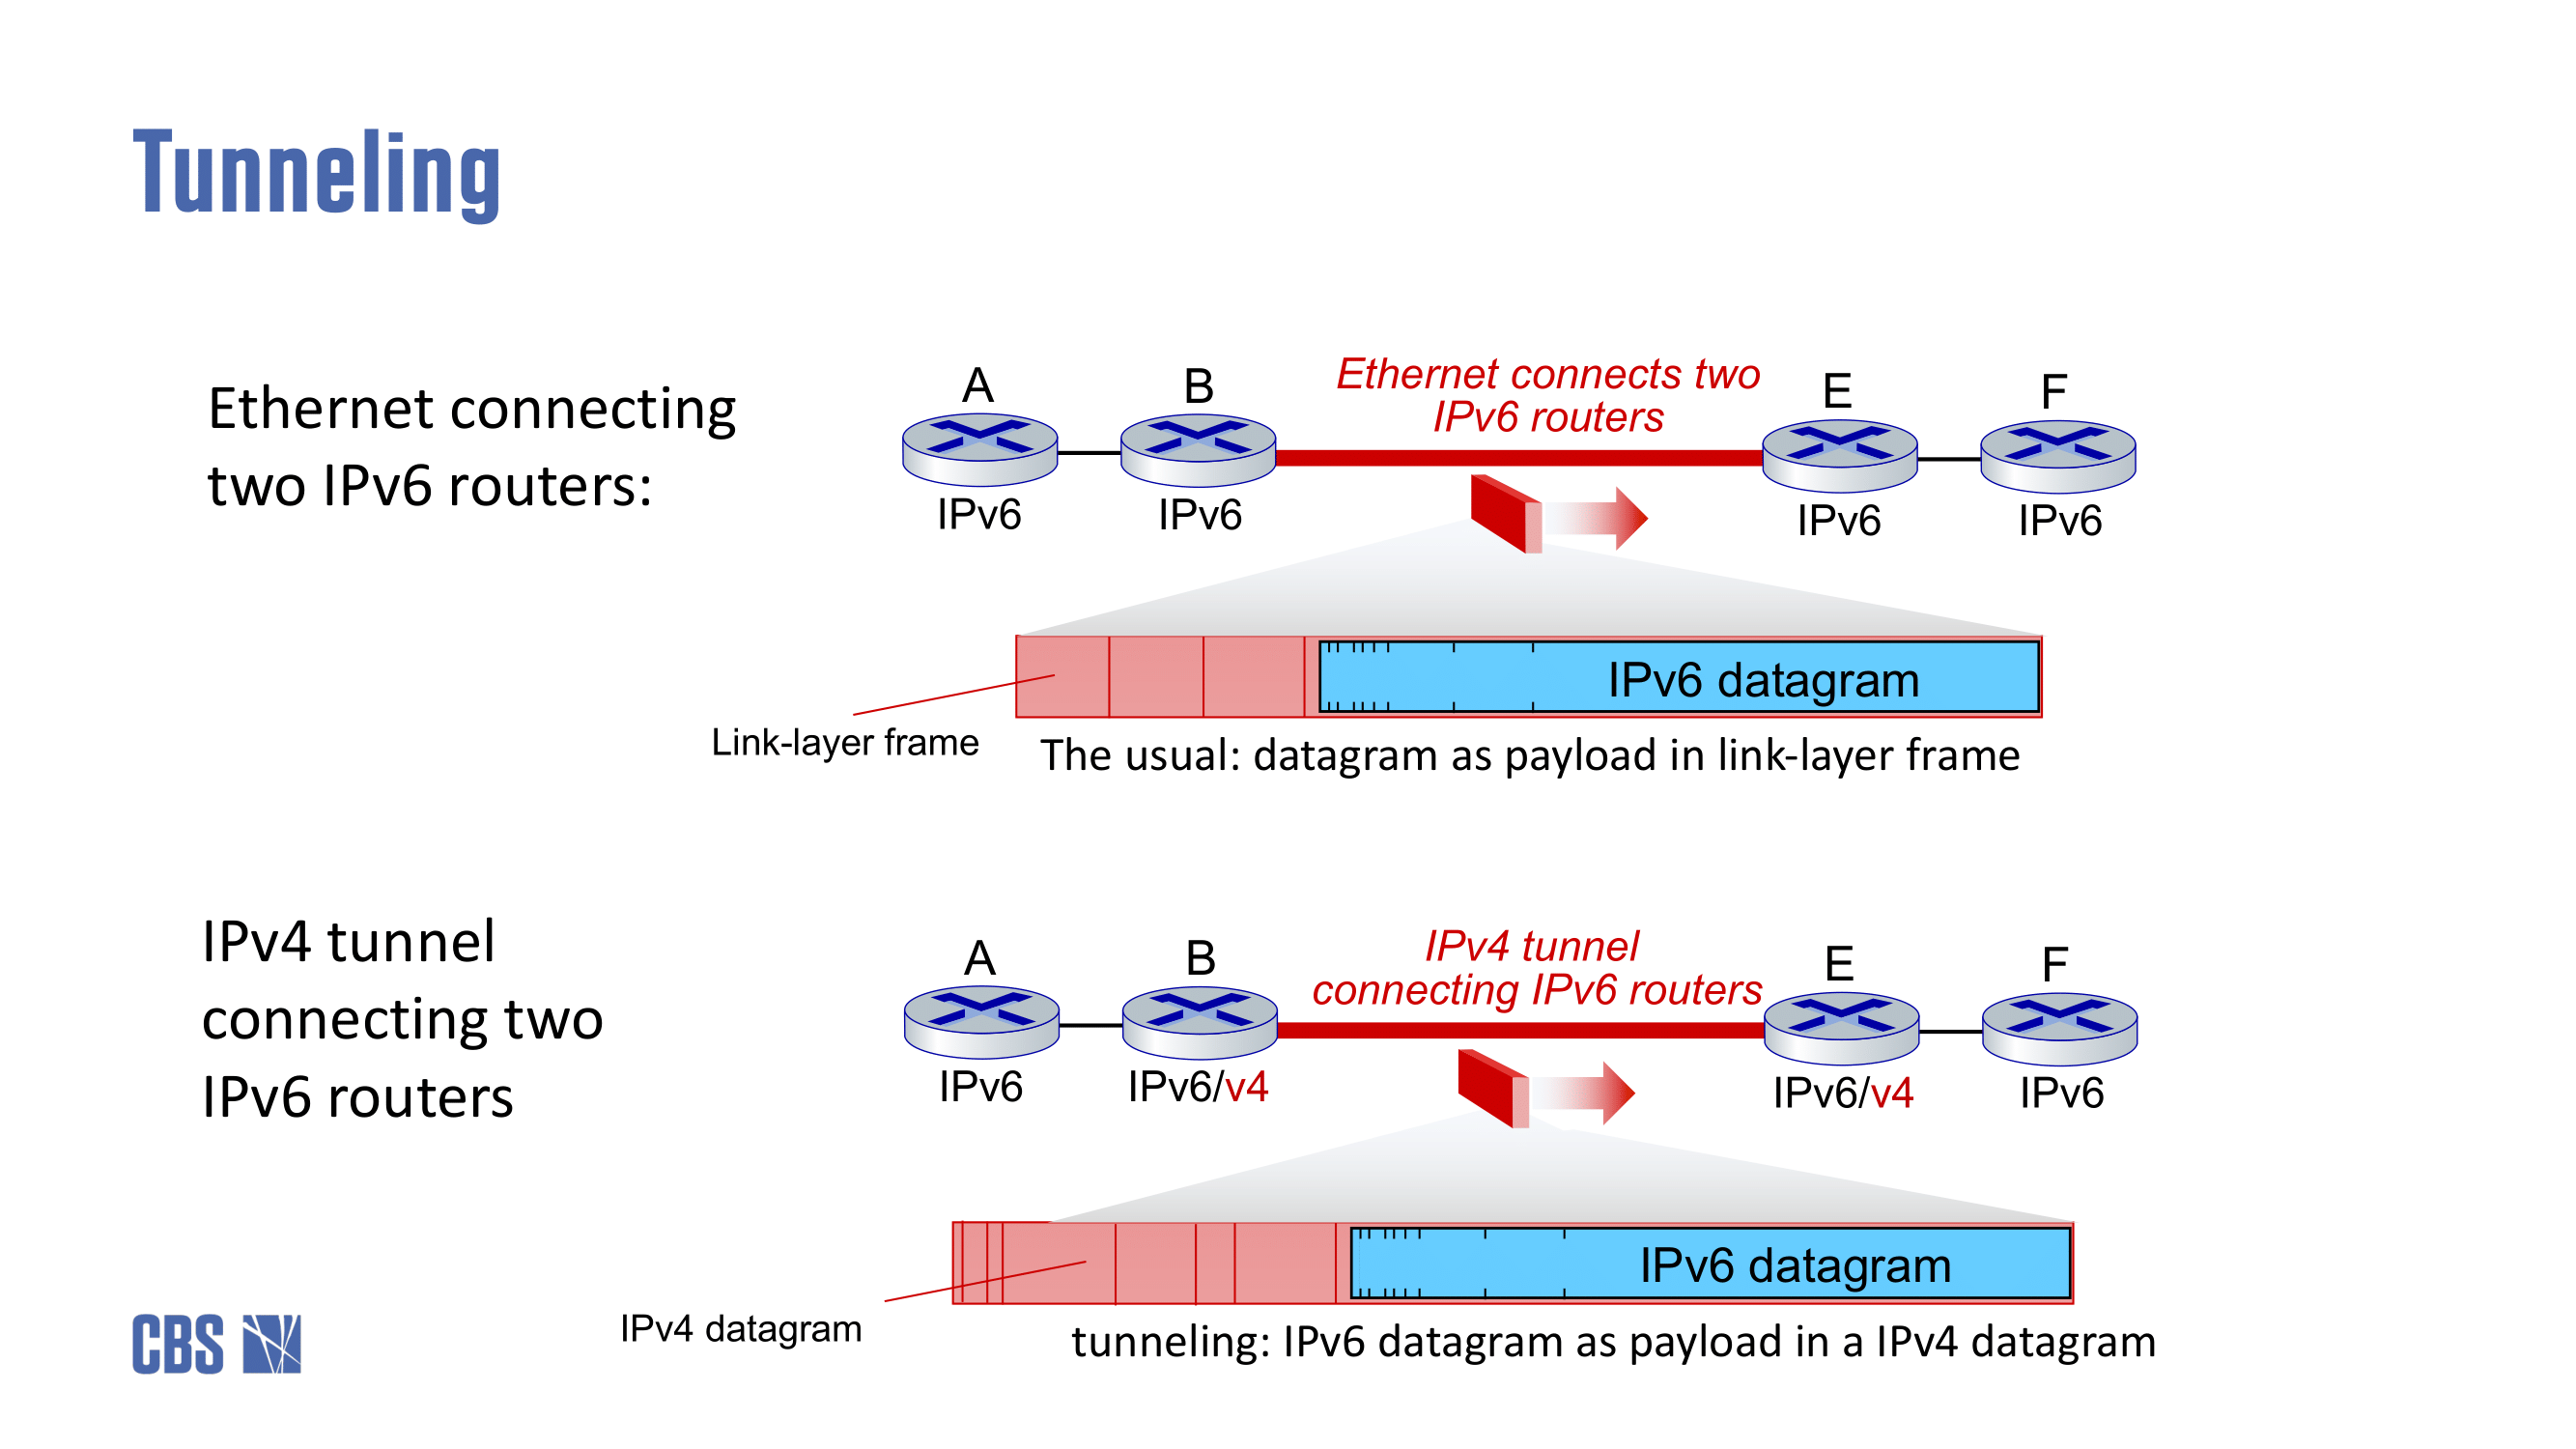 Tunneling
Ethernet connecting
two IPv6 routers:
A
B
Ethernet connects two
IPv6 routers
E
F
IPv6
IPv6
IPv6
IPv6
IPv6 datagram
Link-layer frame
The usual: datagram as payload in link-layer frame
IPv4 tunnel
connecting two
IPv6 routers
A
B
IPv4 tunnel
connecting IPv6 routers
E
F
IPv6
IPv6/v4
IPv6/v4
IPv6
IPv6 datagram
IPv4 datagram
tunneling: IPv6 datagram as payload in a IPv4 datagram
CBS